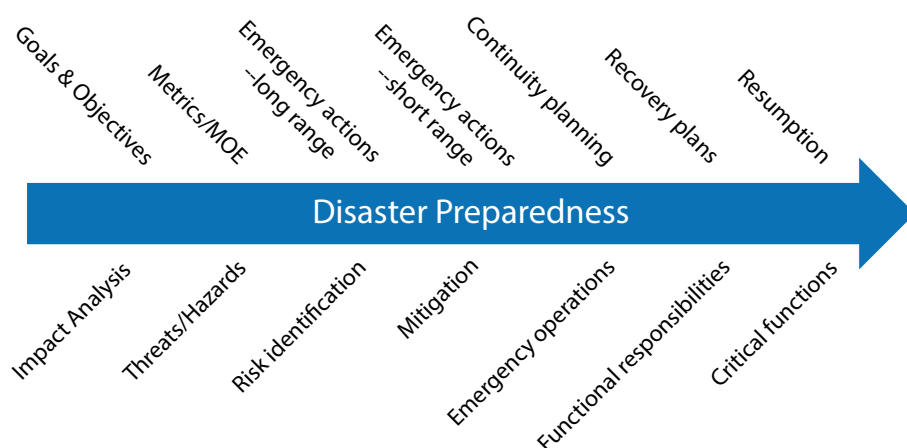 Goals & Objectives
Metrics/MOE
Emergency actions
--long range
Emergency actions
--short range
Continuity planning
Recovery plans
Resumption
Disaster Preparedness
Impact Analysis
Threats/Hazards
Risk identification
Mitigation
Emergency operations
Functional responsibilities
Critical functions